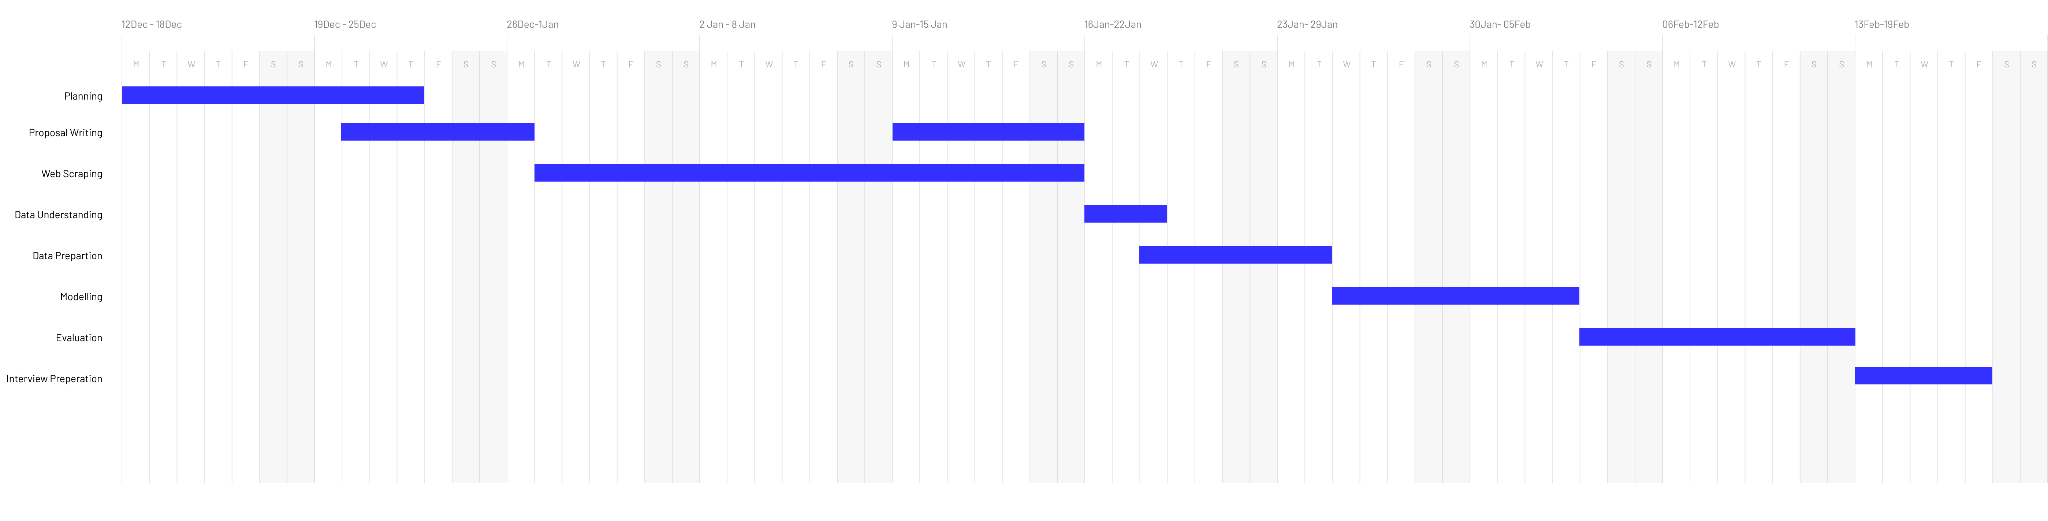 12Dec - 18Dec 19Dec - 25Dec 26Dec-1Jan 2 Jan - 8 Jan 9 Jan-15 Jan 16Jan-22Jan 23Jan- 29Jan 30Jan- 05Feb 06Feb-12Feb 13Feb-19Feb
M T W T F S S M T W T F S S M T W T F S S M T W T F S S M T W T F S S M T W T F S S M T W T F S S M T W T F S S M T W T F S S M T W T F S S
Planning
Proposal Writing
Web Scraping
Data Understanding
Data Prepartion
Modelling
Evaluation
Interview Preperation